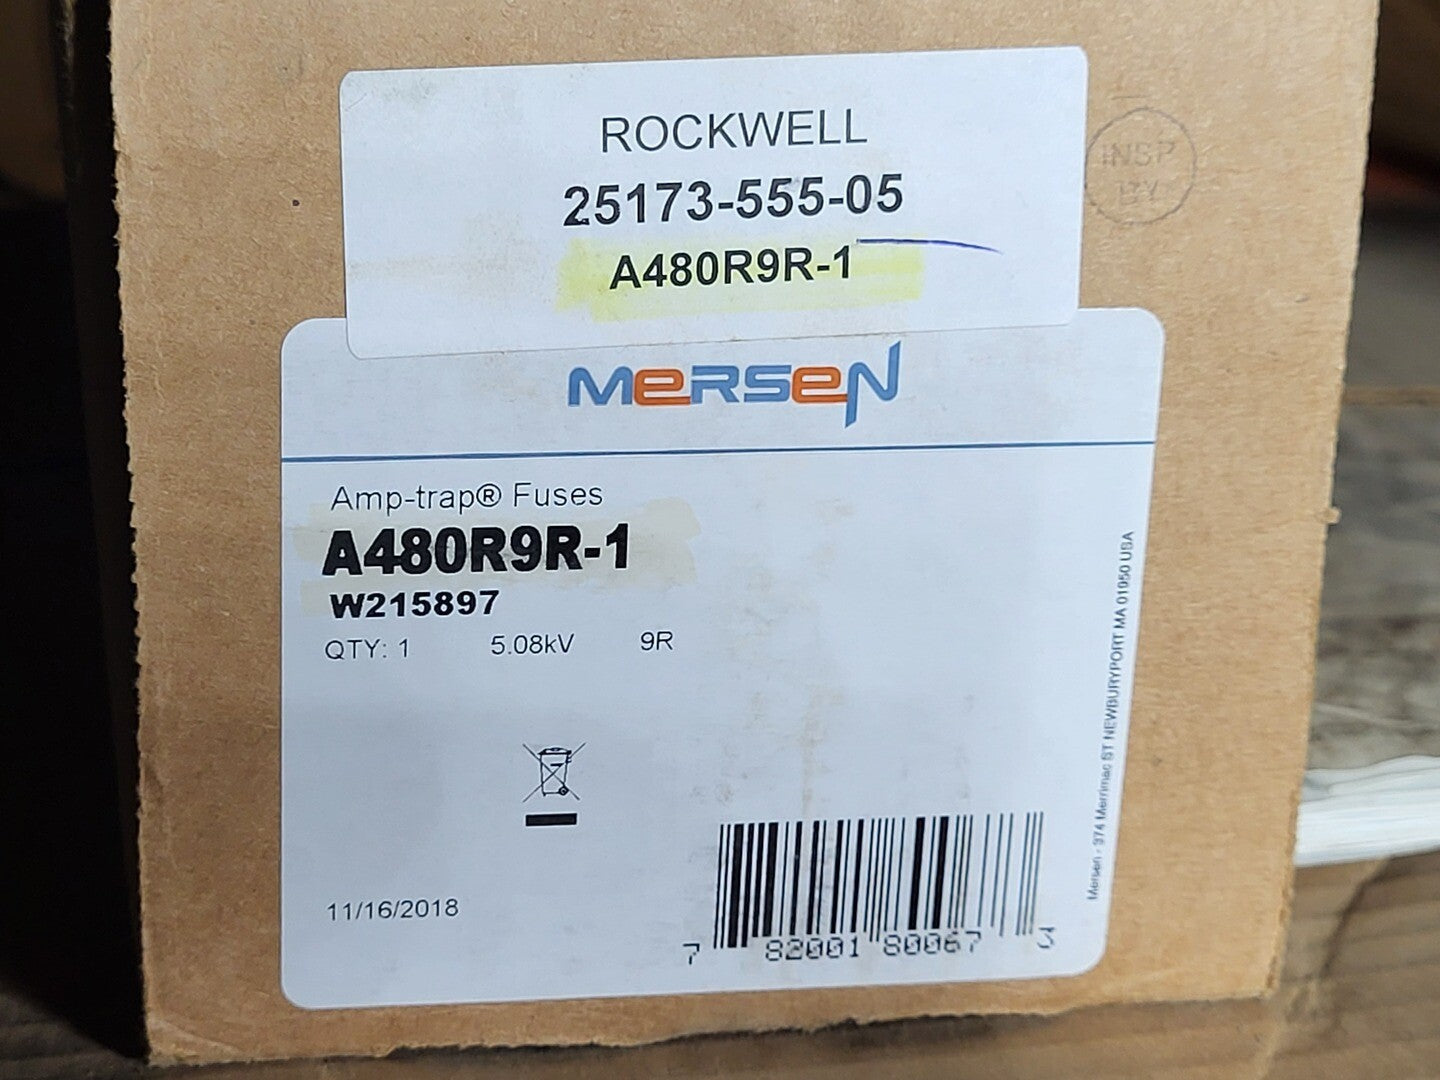 ROCKWELL
25173-555-05
A480R9R-1
INSP
MERSEN
Amp-trap® Fuses
A480R9R-1
W215897
QTY: 1 5.08kV 9R
11/16/2018
7 82001 80067 3
Mersen - 374 Merrimac ST NEWBURYPORT MA 01950 USA